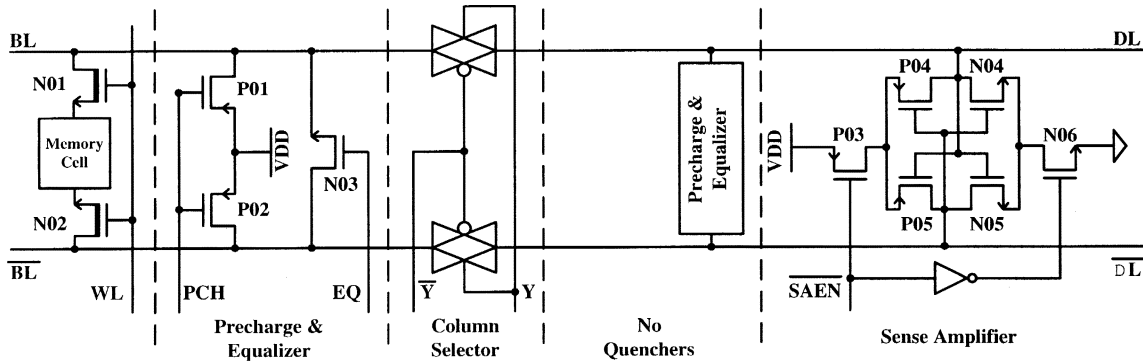 BL
N01
Memory
Cell
N02
BL
WL
P01
VDD
P02
N03
PCH
EQ
Precharge &
Equalizer
Y
Y
Column
Selector
Precharge &
Equalizer
No
Quenchers
DL
P04
N04
VDD
P03
N06
P05
N05
SAEN
DL
Sense Amplifier